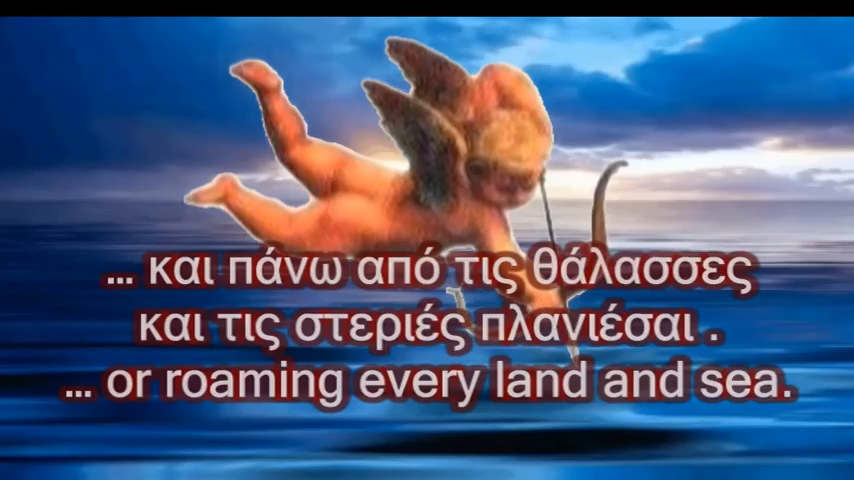 ... και πάνω από τις θάλασσες
και τις στεριές πλανιέσαι .
... or roaming every land and sea.